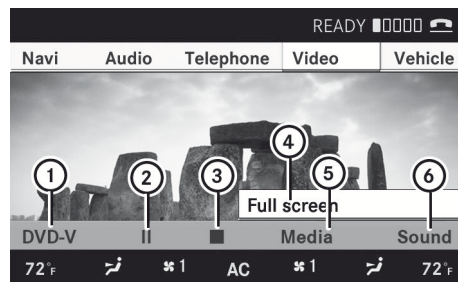 READY
Navi Audio Telephone Video Vehicle
4
1 2 3 5 6
Full screen
DVD-V II Media Sound
72°F 1 AC 1 72°F